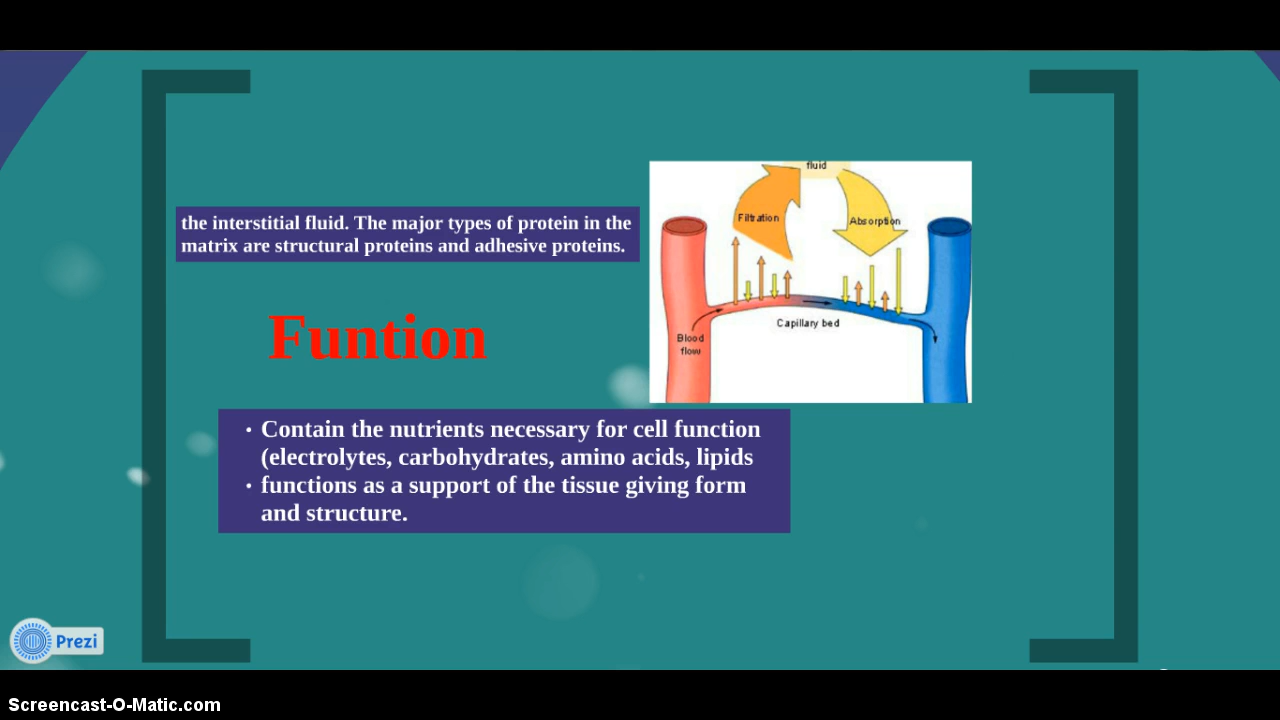 the interstitial fluid. The major types of protein in the
matrix are structural proteins and adhesive proteins.
fluid
Filtration
Absorption
Capillary bed
Blood
flow
Funtion
• Contain the nutrients necessary for cell function
(electrolytes, carbohydrates, amino acids, lipids
• functions as a support of the tissue giving form
and structure.
Prezi
Screencast-O-Matic.com